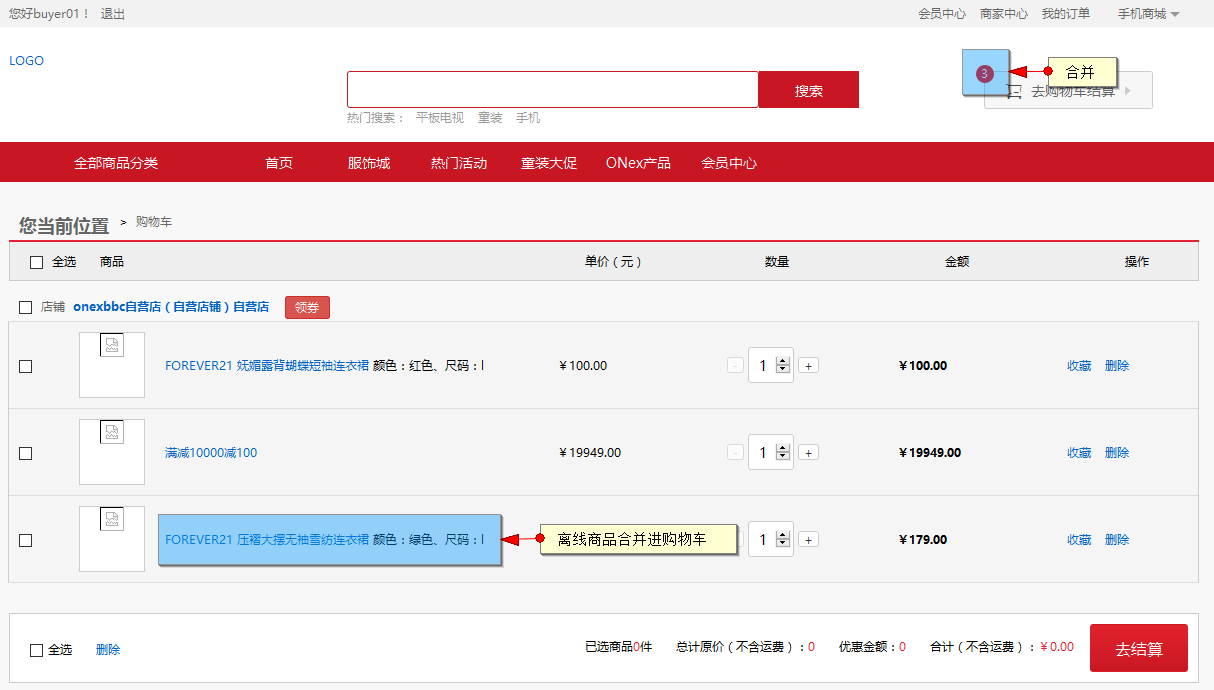 您好buyer01！ 退出 会员中心 商家中心 我的订单 手机商城
LOGO
3 合并
搜索 去购物车结算
热门搜索： 平板电视 童装 手机
全部商品分类 首页 服饰城 热门活动 童装大促 ONex产品 会员中心
您当前位置 > 购物车
全选 商品 单价（元） 数量 金额 操作
店铺 onexbbc自营店（自营店铺）自营店 领券
FOREVER21 妩媚露背蝴蝶短袖连衣裙 颜色：红色、尺码：l ￥100.00 - 1 + ￥100.00 收藏 删除
满减10000减100 ￥19949.00 - 1 + ￥19949.00 收藏 删除
FOREVER21 压褶大摆无袖雪纺连衣裙 颜色：绿色、尺码：l 离线商品合并进购物车 1 + ￥179.00 收藏 删除
全选 删除 已选商品0件 总计原价（不含运费）：0 优惠金额：0 合计（不含运费）：￥0.00 去结算